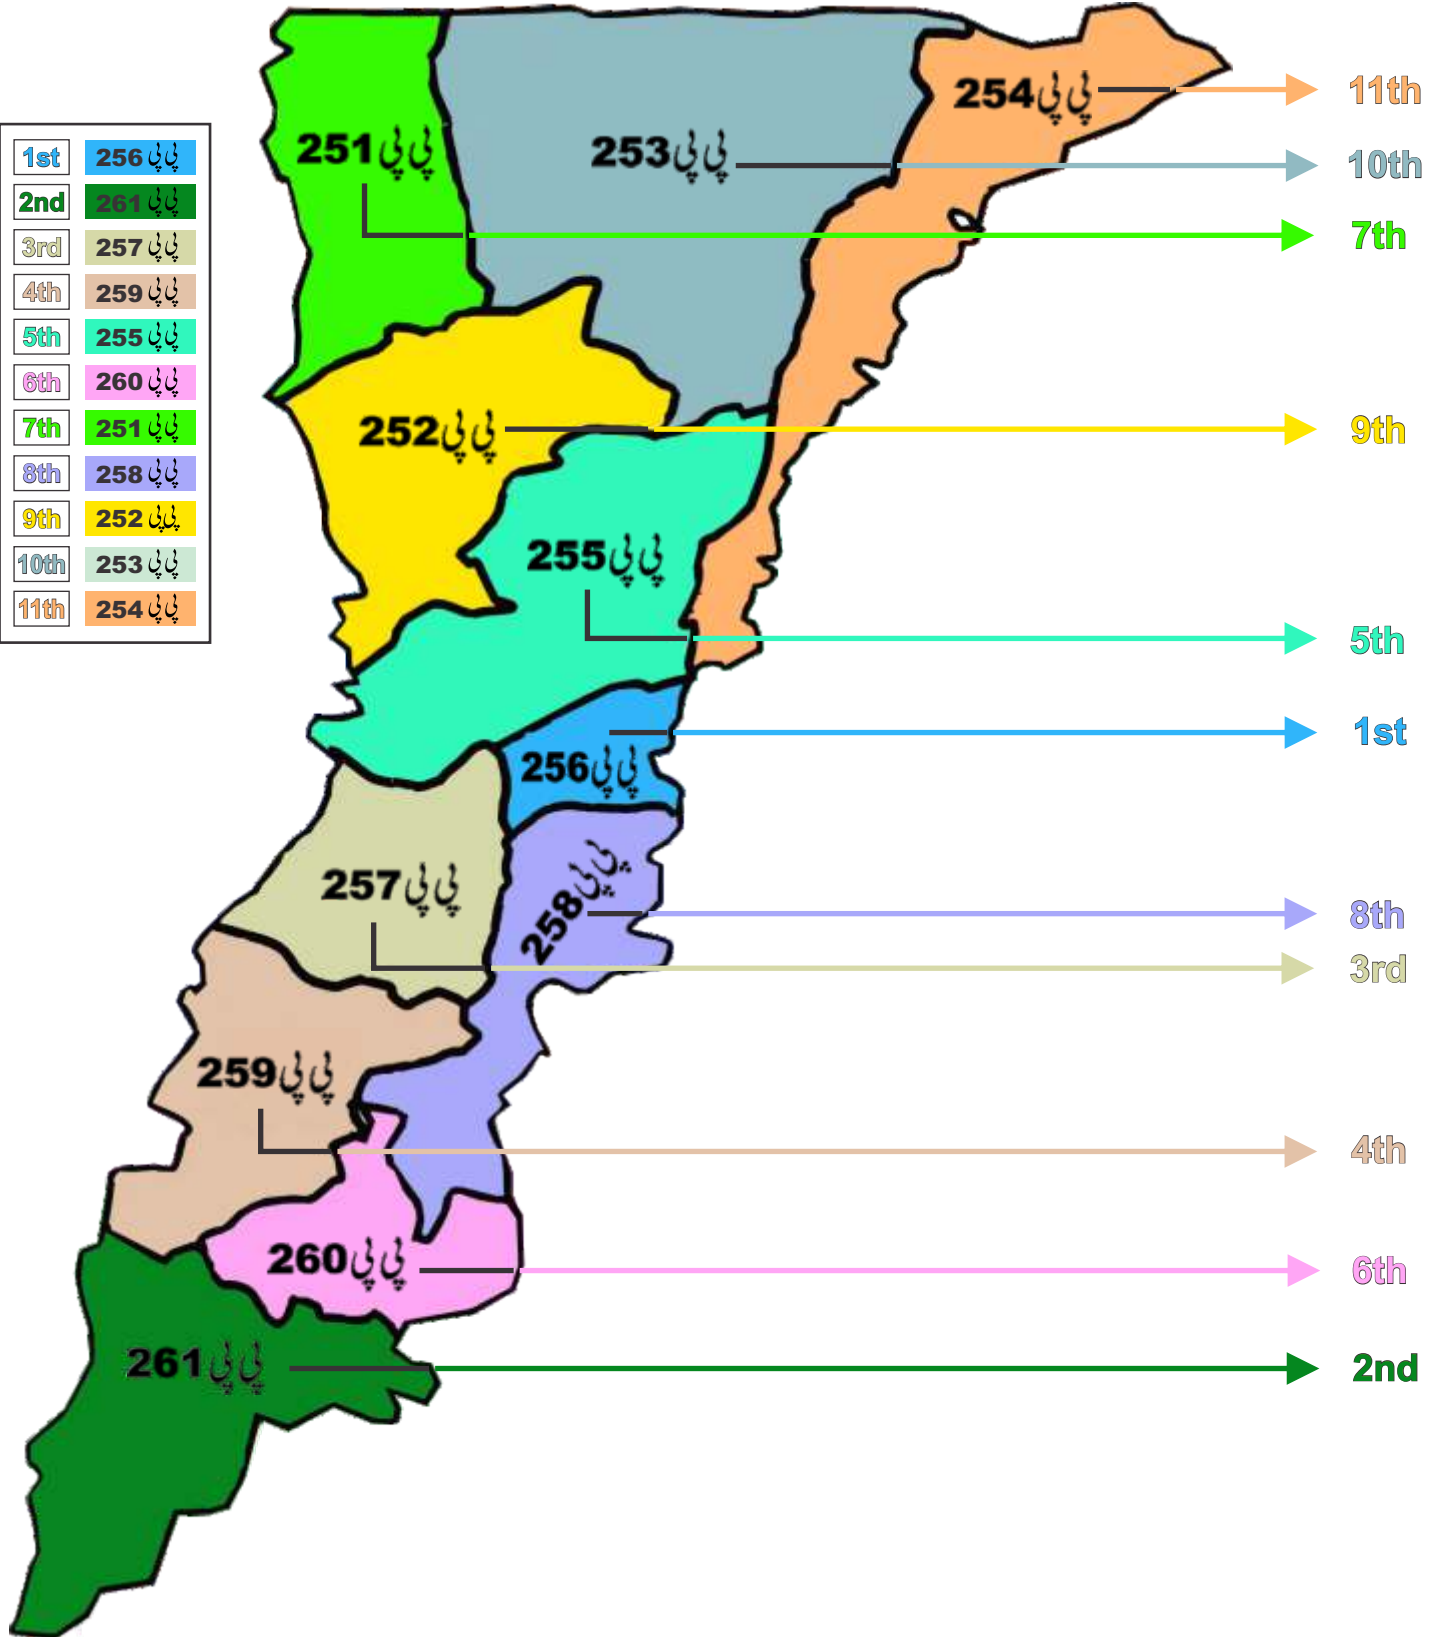 1st 256 پی پی
2nd 261 پی پی
3rd 257 پی پی
4th 259 پی پی
5th 255 پی پی
6th 260 پی پی
7th 251 پی پی
8th 258 پی پی
9th 252 پی پی
10th 253 پی پی
11th 254 پی پی
254 پی پی 11th
253 پی پی 10th
251 پی پی 7th
252 پی پی 9th
255 پی پی 5th
256 پی پی 1st
258 پی پی 8th
257 پی پی 3rd
259 پی پی 4th
260 پی پی 6th
261 پی پی 2nd